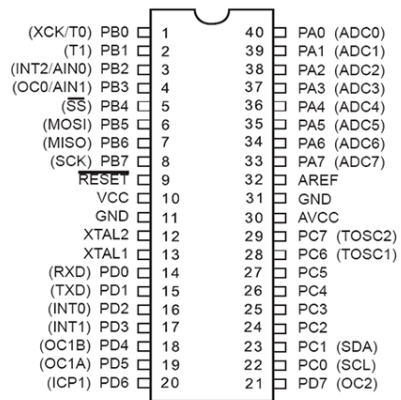 (XCK/T0) PB0 1 40 PA0 (ADC0)
(T1) PB1 2 39 PA1 (ADC1)
(INT2/AIN0) PB2 3 38 PA2 (ADC2)
(OC0/AIN1) PB3 4 37 PA3 (ADC3)
(S̅S̅) PB4 5 36 PA4 (ADC4)
(MOSI) PB5 6 35 PA5 (ADC5)
(MISO) PB6 7 34 PA6 (ADC6)
(SCK) PB7 8 33 PA7 (ADC7)
R̅E̅S̅E̅T̅ 9 32 AREF
VCC 10 31 GND
GND 11 30 AVCC
XTAL2 12 29 PC7 (TOSC2)
XTAL1 13 28 PC6 (TOSC1)
(RXD) PD0 14 27 PC5
(TXD) PD1 15 26 PC4
(INT0) PD2 16 25 PC3
(INT1) PD3 17 24 PC2
(OC1B) PD4 18 23 PC1 (SDA)
(OC1A) PD5 19 22 PC0 (SCL)
(ICP1) PD6 20 21 PD7 (OC2)